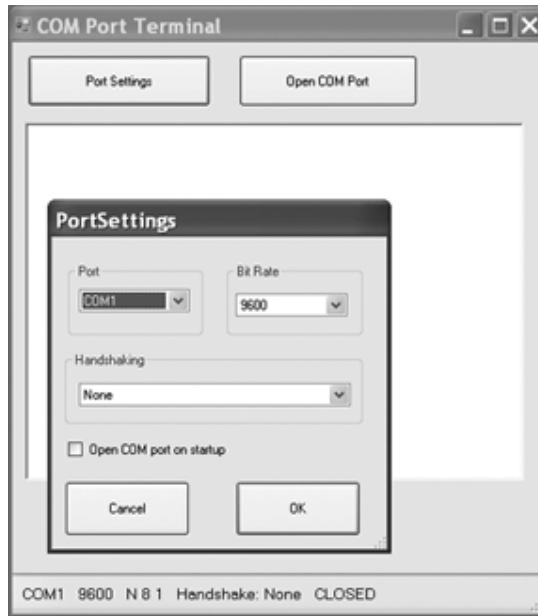 COM Port Terminal
Port Settings
Open COM Port
PortSettings
Port
Bit Rate
COM1
9600
Handshaking
None
Open COM port on startup
Cancel
OK
COM1 9600 N 8 1 Handshake: None CLOSED